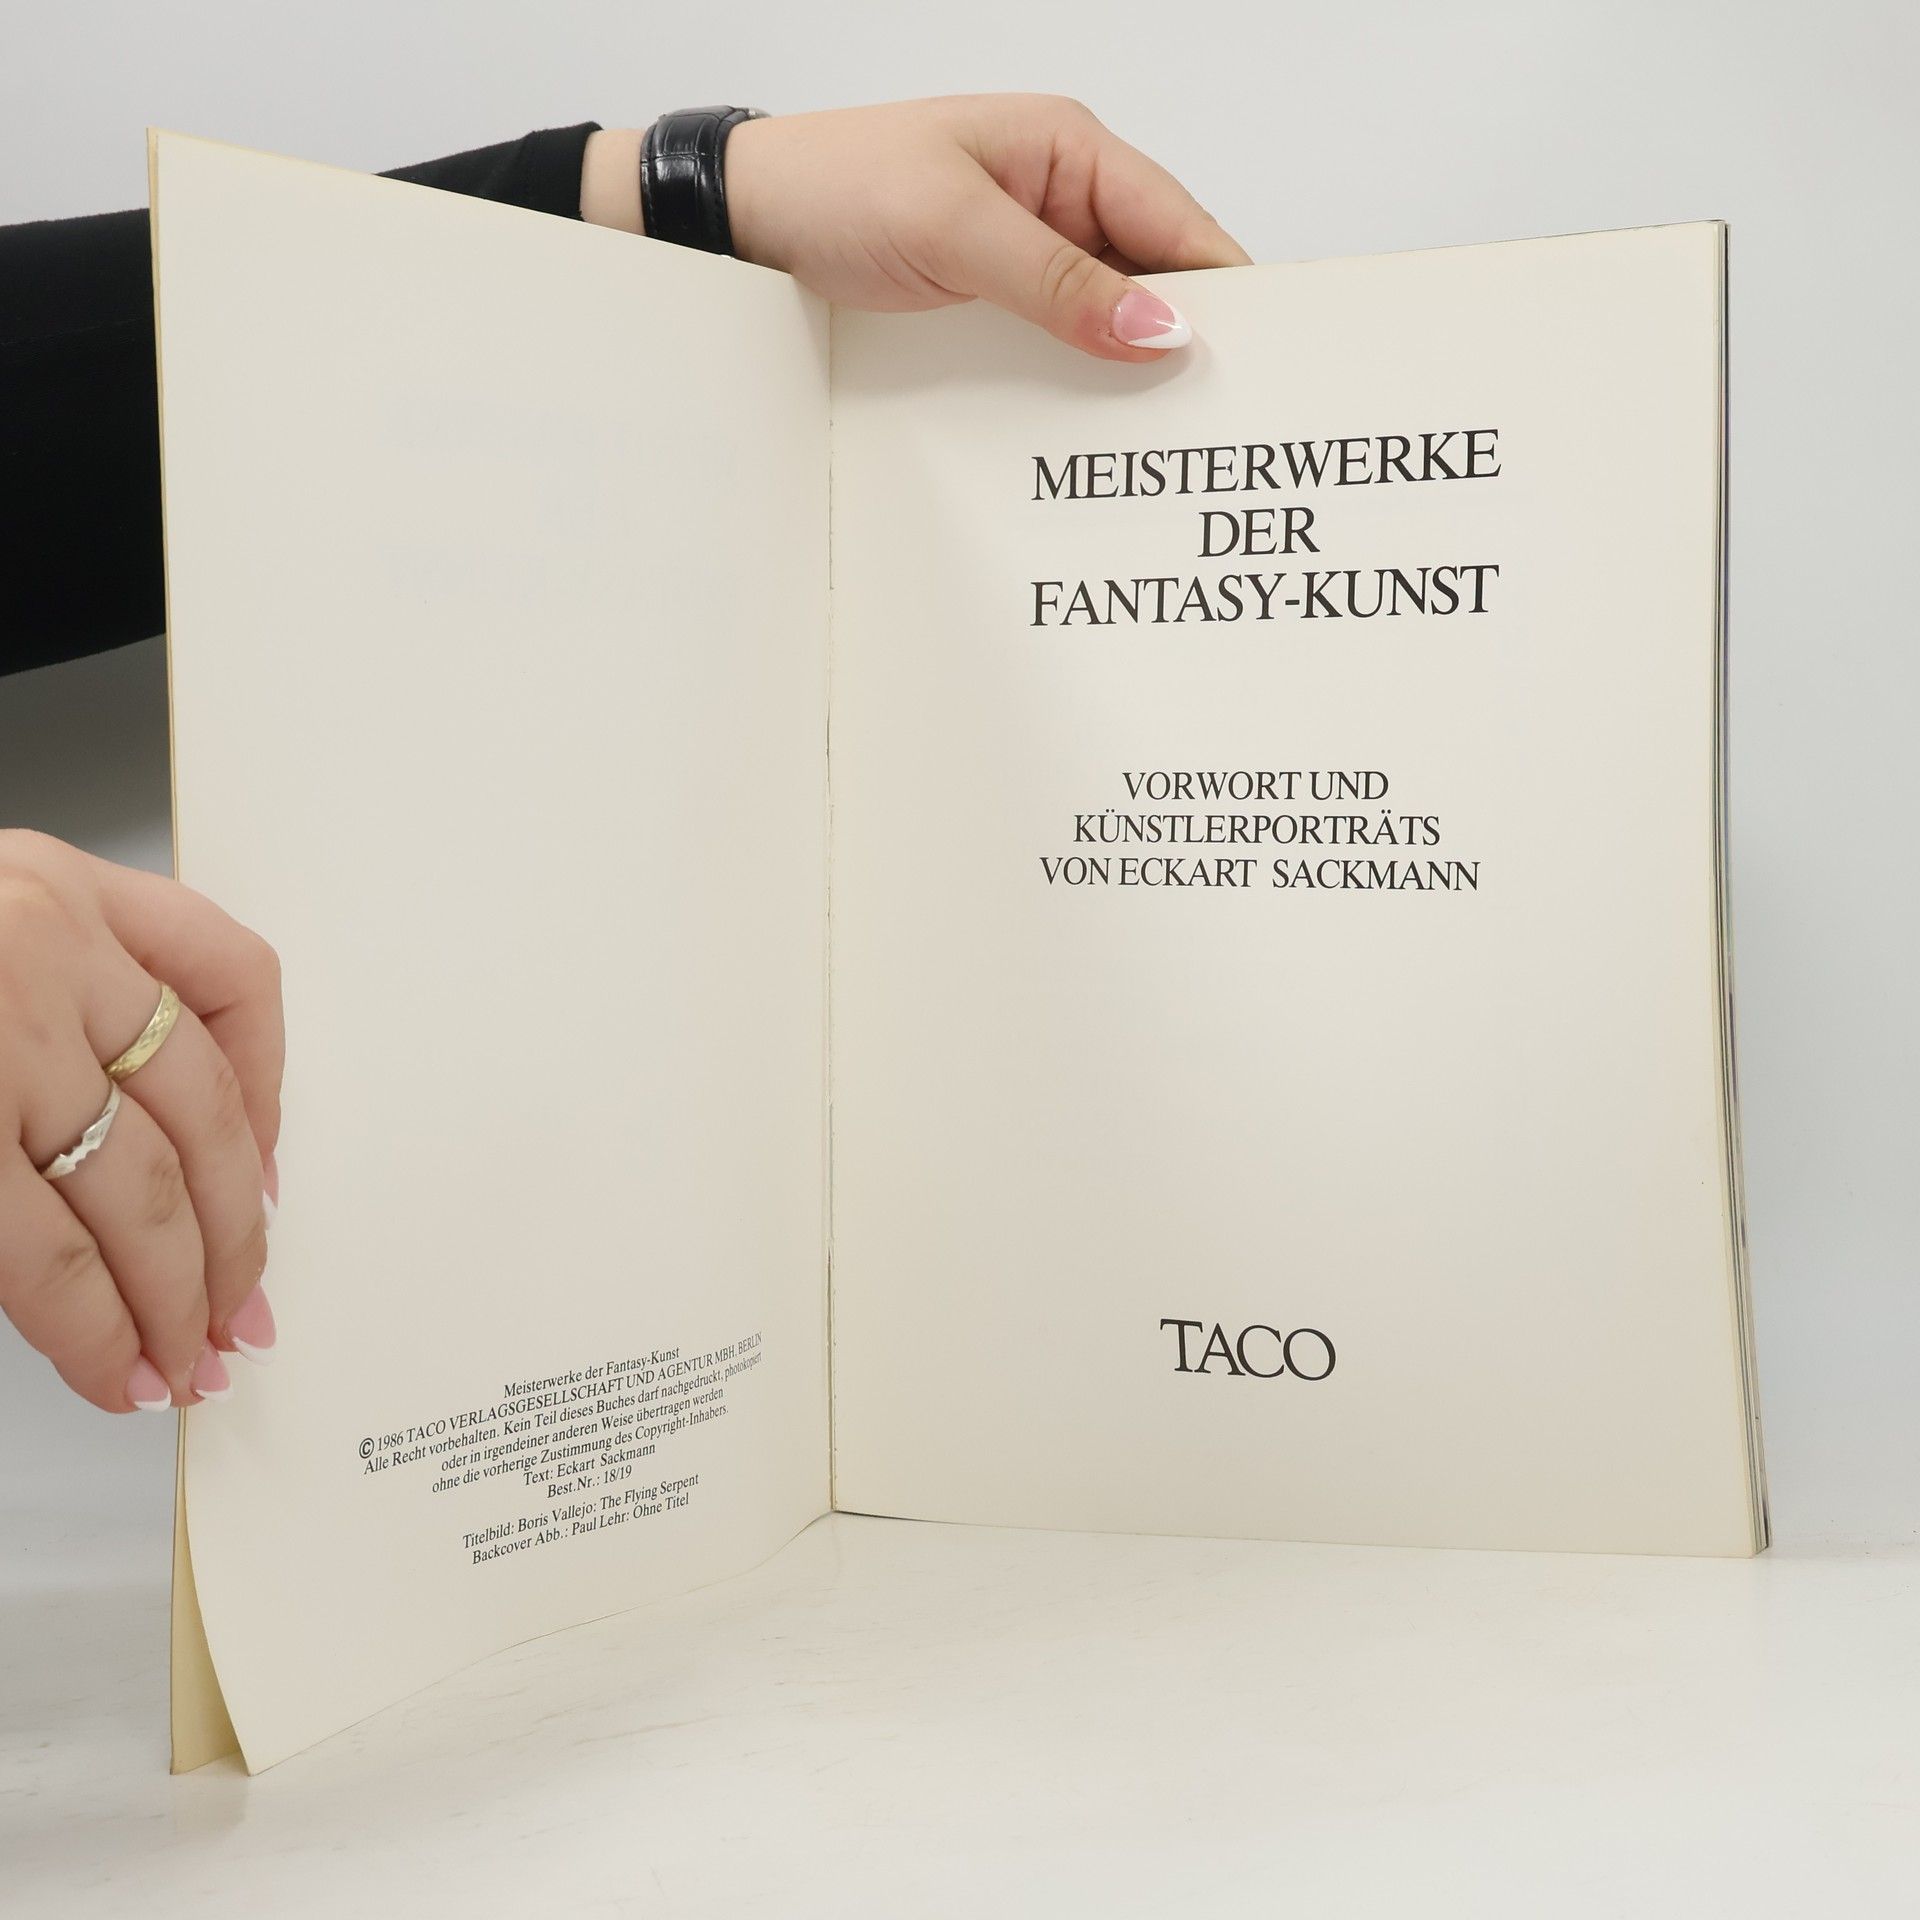 Meisterwerke der Fantasy-Kunst
© 1986 TACO VERLAGSGESELLSCHAFT UND AGENTUR MBH, BERLIN
Alle Recht vorbehalten. Kein Teil dieses Buches darf nachgedruckt, photokopiert
oder in irgendeiner anderen Weise übertragen werden
ohne die vorherige Zustimmung des Copyright-Inhabers.
Text: Eckart Sackmann
Best.Nr.: 18/19
Titelbild: Boris Vallejo: The Flying Serpent
Backcover Abb.: Paul Lehr: Ohne Titel
MEISTERWERKE
DER
FANTASY-KUNST
VORWORT UND
KÜNSTLERPORTRÄTS
VON ECKART SACKMANN
TACO